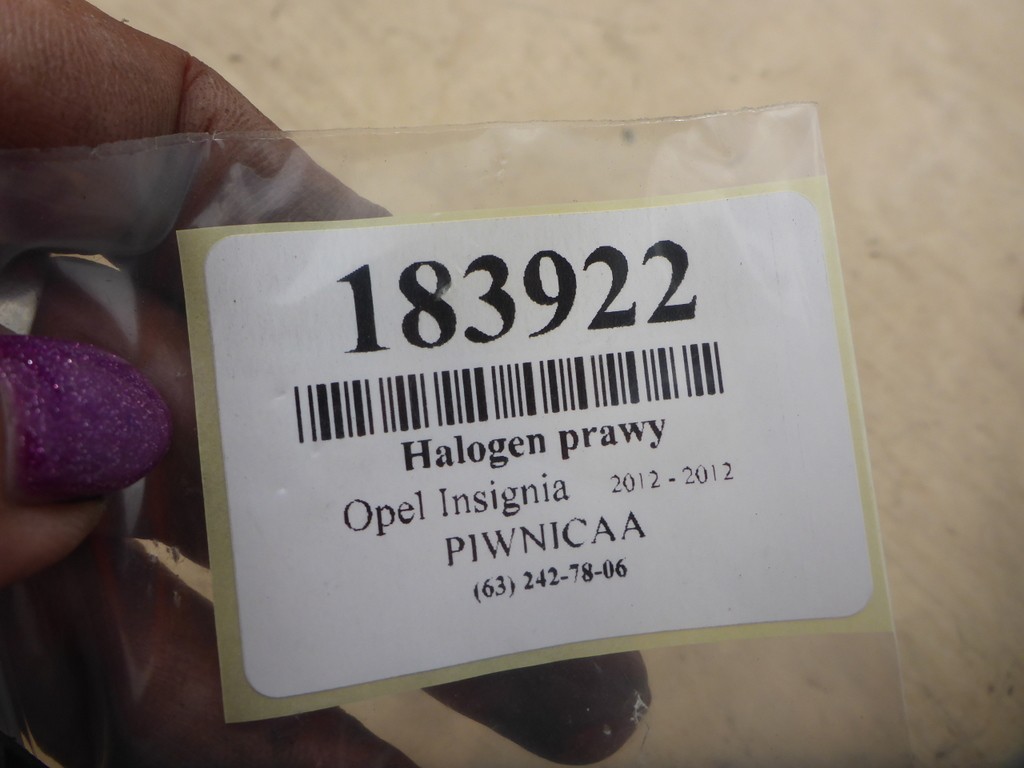 183922
Halogen prawy
Opel Insignia 2012 - 2012
PIWNICAA
(63) 242-78-06